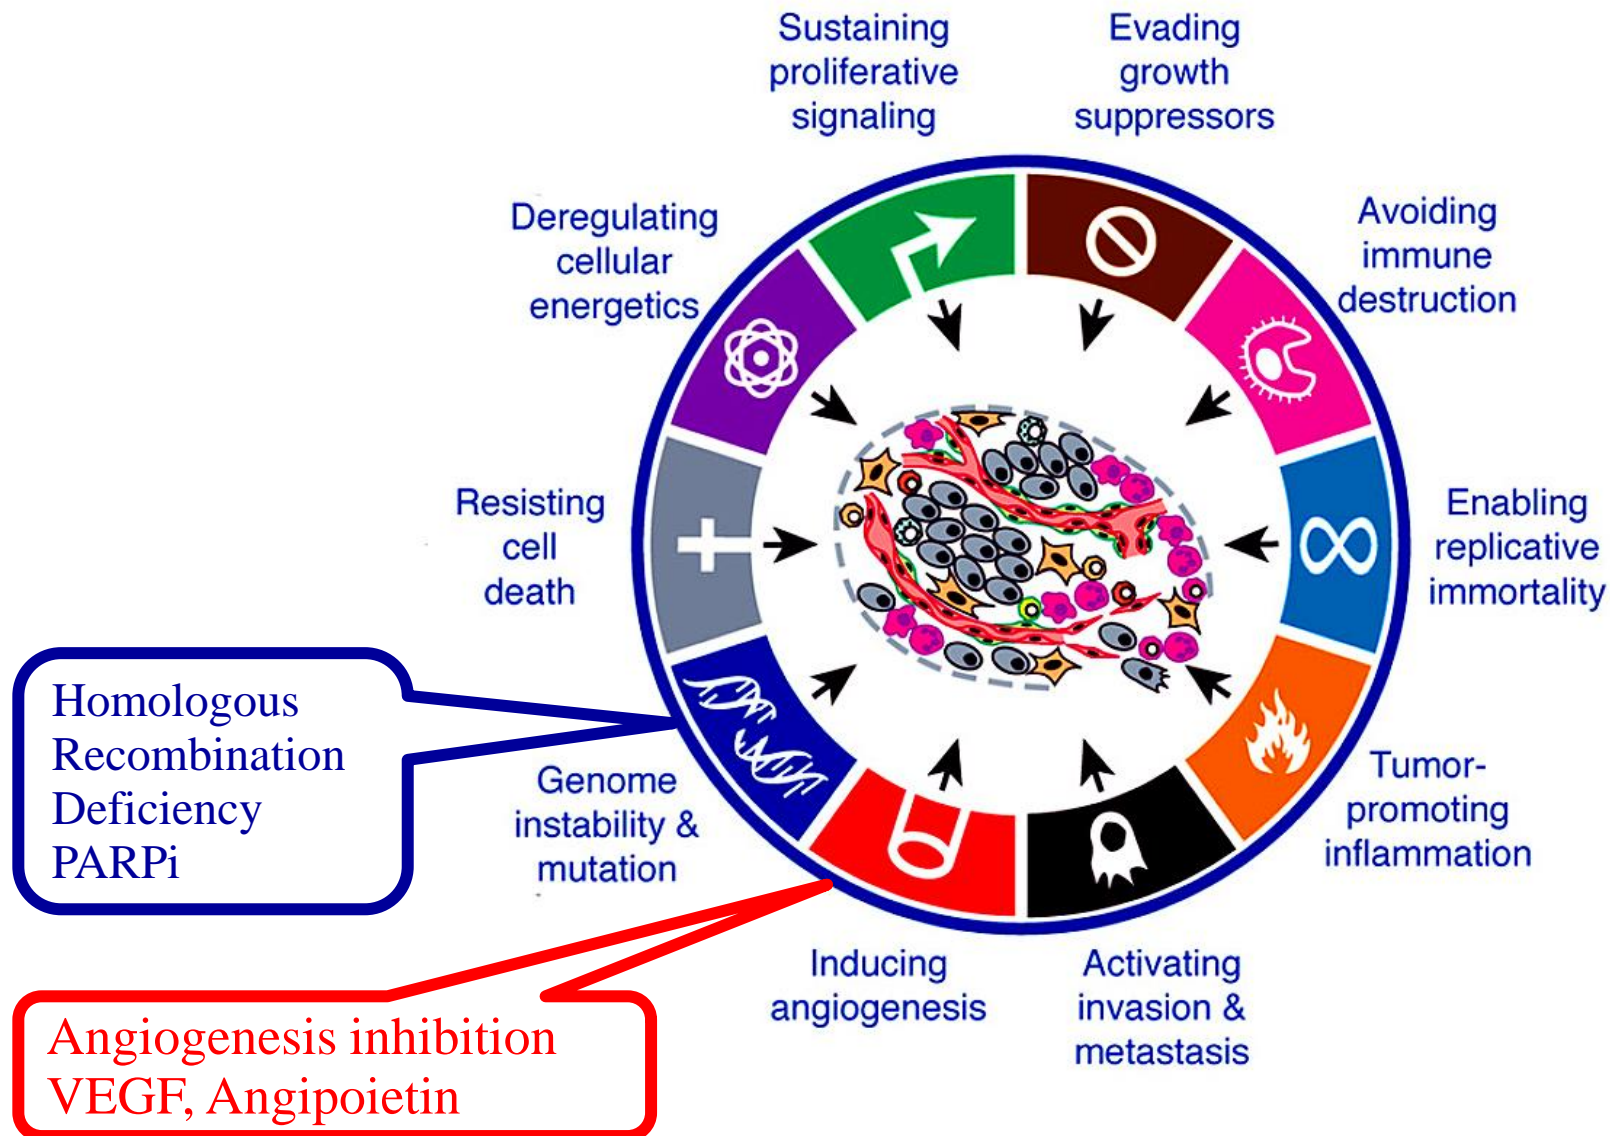 Sustaining
proliferative
signaling
Evading
growth
suppressors
Deregulating
cellular
energetics
Avoiding
immune
destruction
Resisting
cell
death
Enabling
replicative
immortality
Homologous
Recombination
Deficiency
PARPi
Genome
instability &
mutation
Tumor-
promoting
inflammation
Inducing
angiogenesis
Activating
invasion &
metastasis
Angiogenesis inhibition
VEGF, Angipoietin